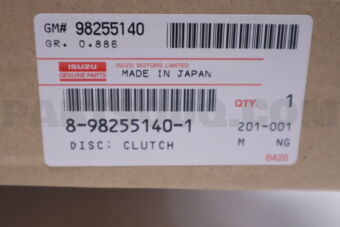 GM# 98255140
GR. 0.886
ISUZU
GENUINE PARTS
ISUZU MOTORS LIMITED
MADE IN JAPAN
QTY. 1
8-98255140-1
201-001
DISC: CLUTCH
M NG
8420